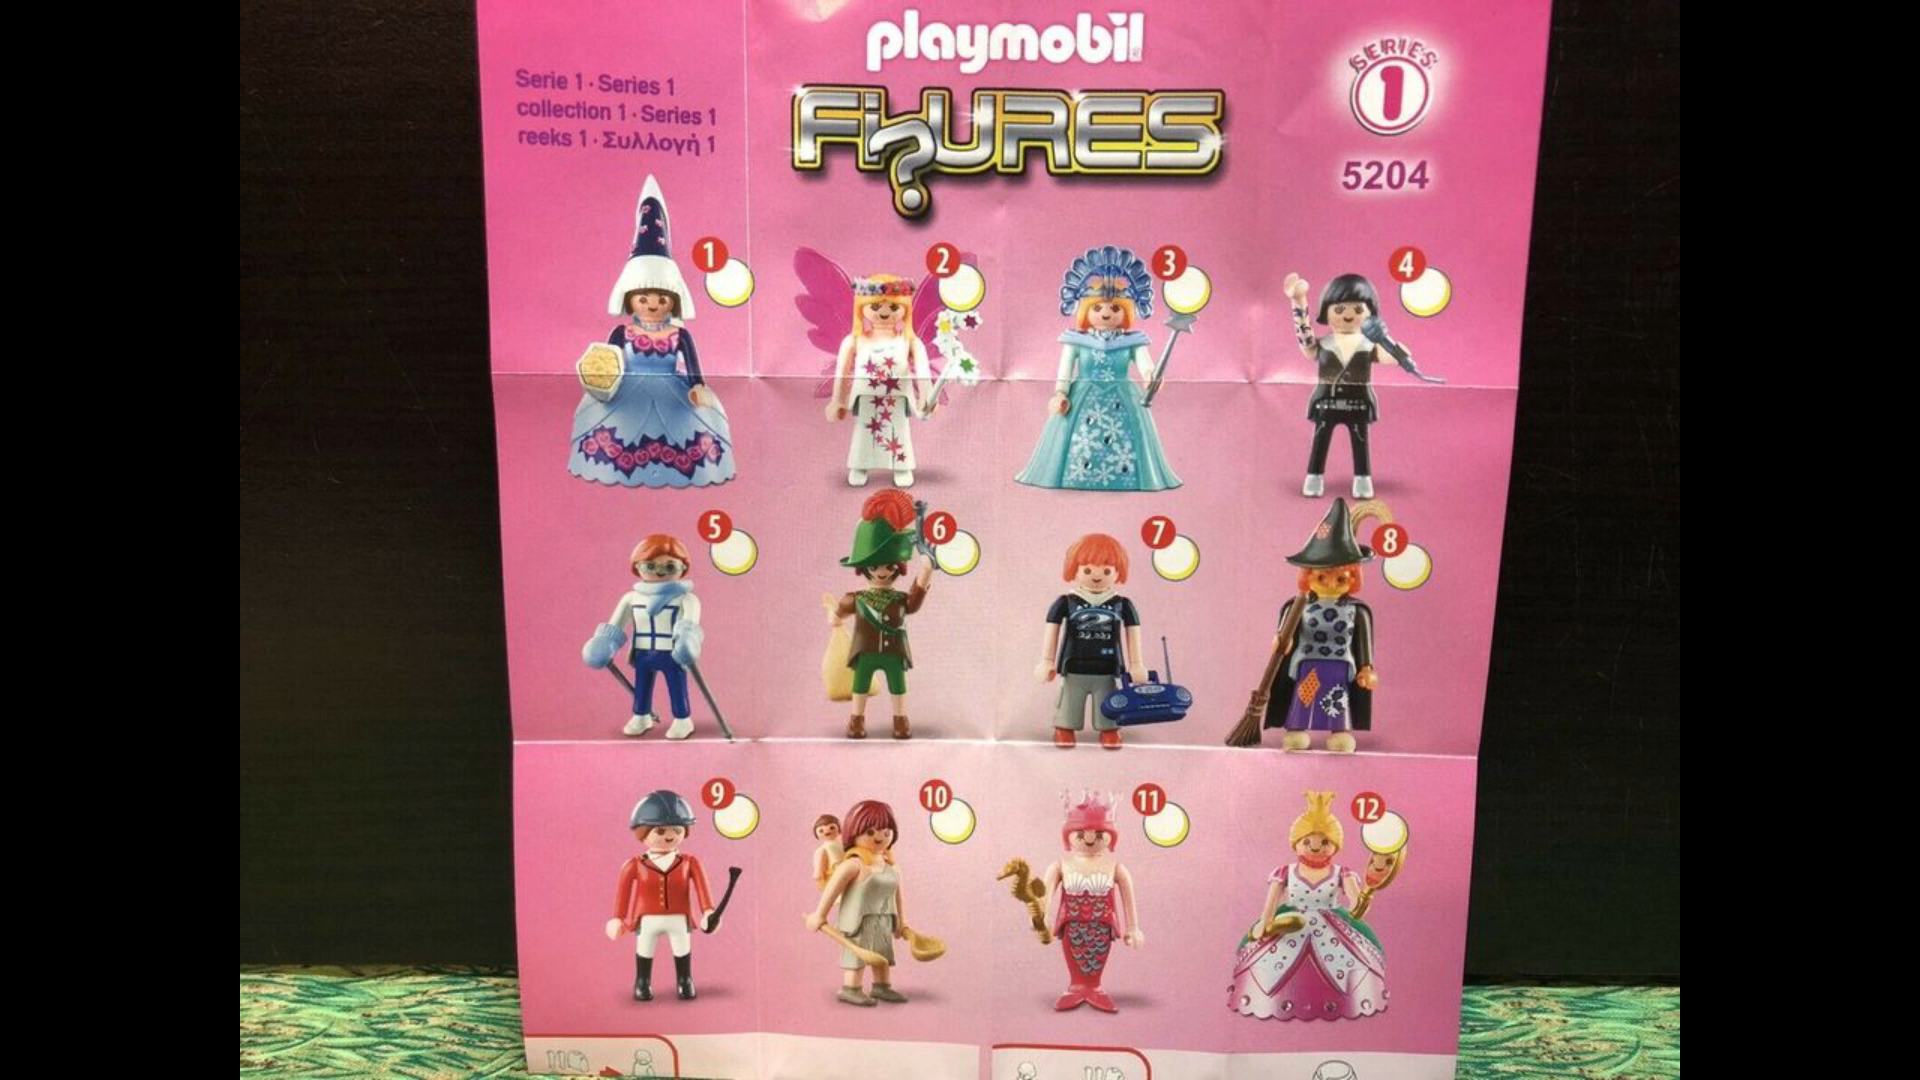 playmobil
FiguRES
SERIES
1
5204
Serie 1 · Series 1
collection 1 · Series 1
reeks 1 · Συλλογή 1
1
2
3
4
5
6
7
8
9
10
11
12